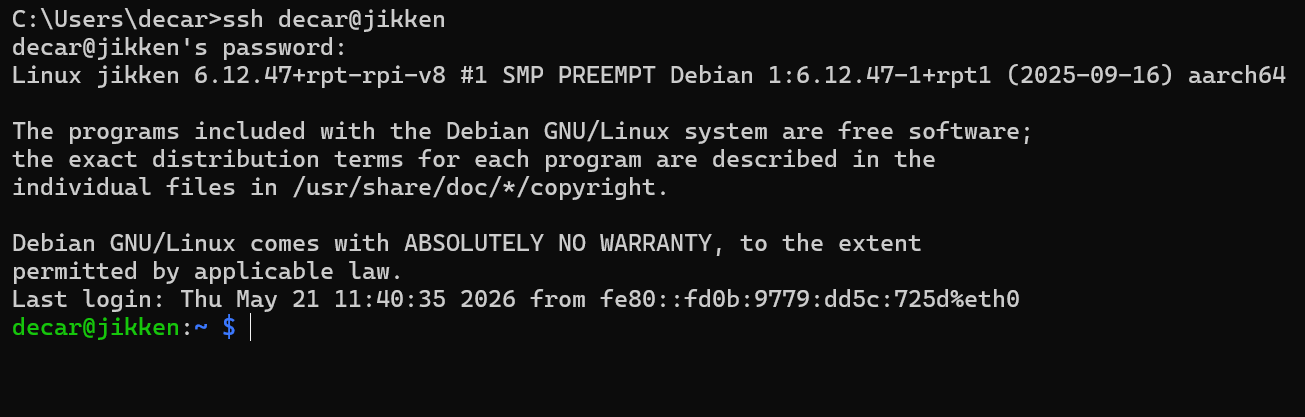 C:\Users\decar>ssh decar@jikken
decar@jikken's password:
Linux jikken 6.12.47+rpt-rpi-v8 #1 SMP PREEMPT Debian 1:6.12.47-1+rpt1 (2025-09-16) aarch64
The programs included with the Debian GNU/Linux system are free software;
the exact distribution terms for each program are described in the
individual files in /usr/share/doc/*/copyright.
Debian GNU/Linux comes with ABSOLUTELY NO WARRANTY, to the extent
permitted by applicable law.
Last login: Thu May 21 11:40:35 2026 from fe80::fd0b:9779:dd5c:725d%eth0
decar@jikken:~ $